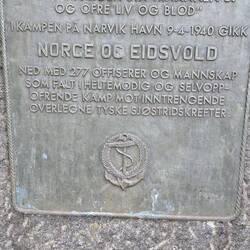 OG OFRE LIV OG BLOD"
I KAMPEN PÅ NARVIK HAVN 9-4-1940 GIKK
NORGE OG EIDSVOLD
NED MED 277 OFFISERER OG MANNSKAP
SOM FALT I HELTEMODIG OG SELVOPP-
OFRENDE KAMP MOT INNTRENGENDE
OVERLEGNE TYSKE SJØSTRIDSKREFTER.